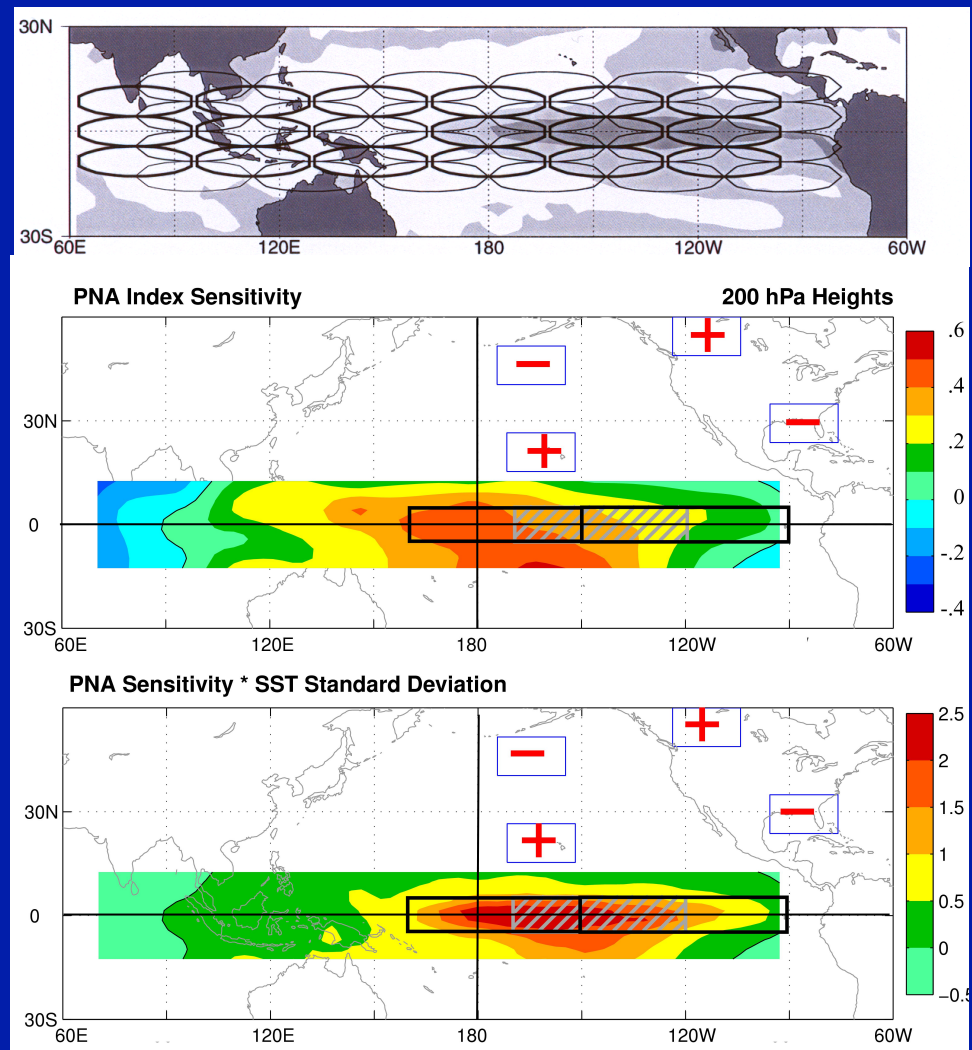 30N
30S
60E 120E 180 120W 60W
PNA Index Sensitivity 200 hPa Heights
.6
.4
30N
.2
0
0
-.2
-.4
30S
60E 120E 180 120W 60W
PNA Sensitivity * SST Standard Deviation
2.5
2
1.5
30N
1
0.5
0
0
−0.5
30S
60E 120E 180 120W 60W